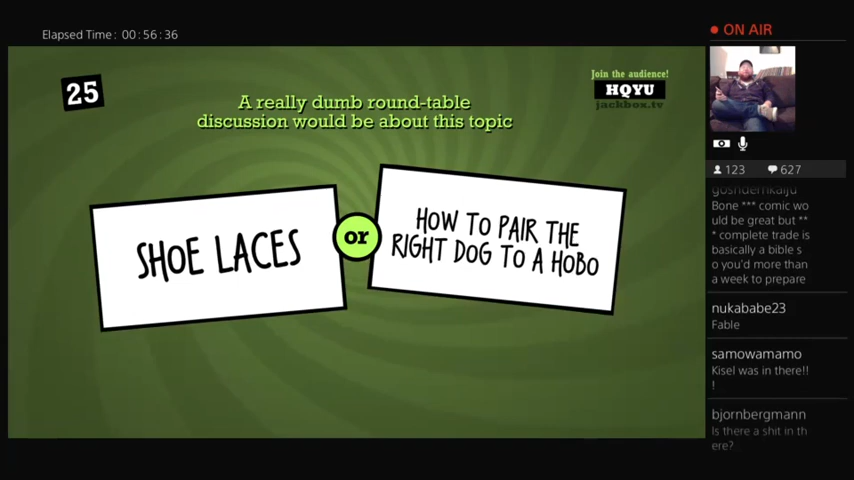 Elapsed Time: 00:56:36
ON AIR
25
Join the audience!
HQYU
jackbox.tv
A really dumb round-table
discussion would be about this topic
SHOE LACES
or
HOW TO PAIR THE
RIGHT DOG TO A HOBO
123 627
goshdernkaiju
Bone *** comic wo
uld be great but **
* complete trade is
basically a bible s
o you'd more than
a week to prepare
nukababe23
Fable
samowamamo
Kisel was in there!!
!
bjornbergmann
Is there a shit in th
ere?